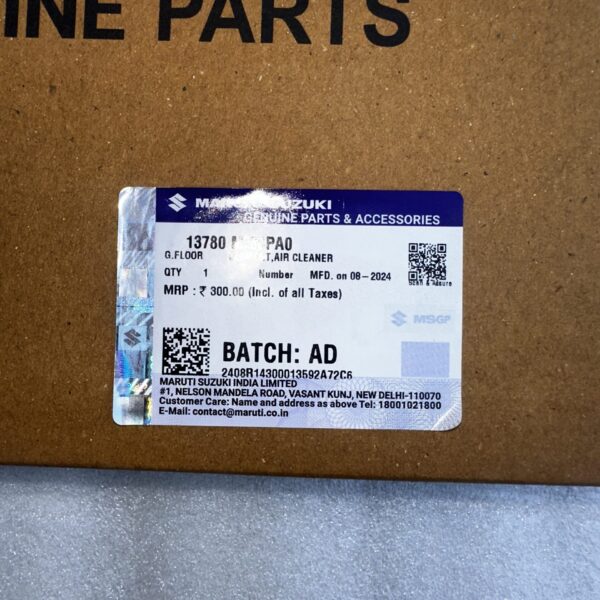 INE PARTS
SUZUKI
GENUINE PARTS & ACCESSORIES
13780 PA0
G.FLOOR AIR CLEANER
QTY 1 Number MFD. on 08-2024
Scan & Assure
MRP : ₹ 300.00 (Incl. of all Taxes)
MSGP
BATCH: AD
2408R14300013592A72C6
MARUTI SUZUKI INDIA LIMITED
#1, NELSON MANDELA ROAD, VASANT KUNJ, NEW DELHI-110070
Customer Care: Name and address as above Tel: 18001021800
E-Mail: contact@maruti.co.in